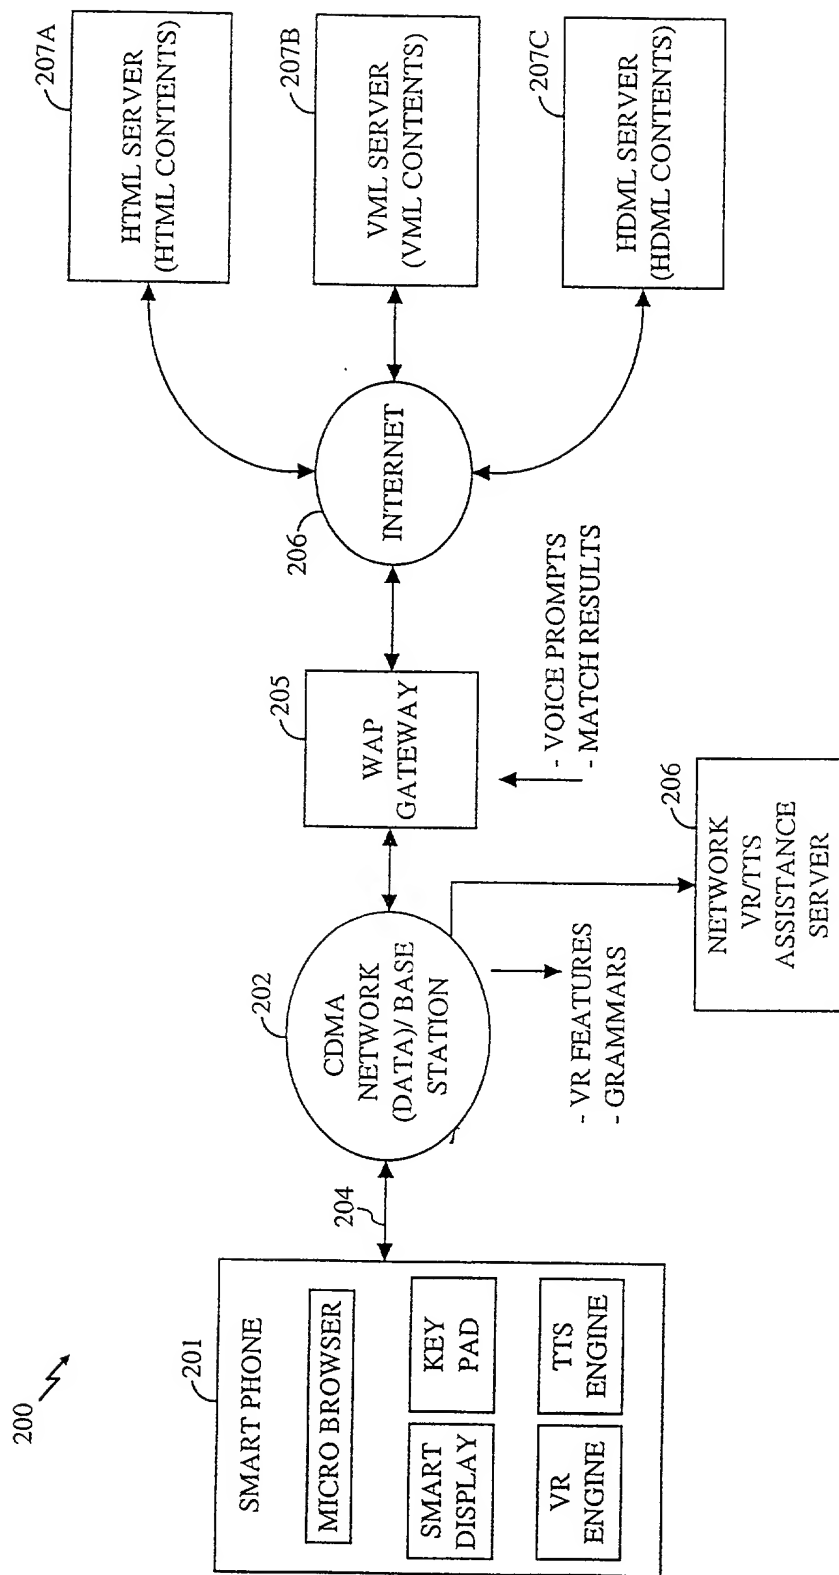 200
201
SMART PHONE
MICRO BROWSER
SMART
DISPLAY
KEY
PAD
VR
ENGINE
TTS
ENGINE
204
202
CDMA
NETWORK
(DATA)/ BASE
STATION
- VR FEATURES
- GRAMMARS
205
WAP
GATEWAY
- VOICE PROMPTS
- MATCH RESULTS
206
NETWORK
VR/TTS
ASSISTANCE
SERVER
206
INTERNET
207A
HTML SERVER
(HTML CONTENTS)
207B
VML SERVER
(VML CONTENTS)
207C
HDML SERVER
(HDML CONTENTS)